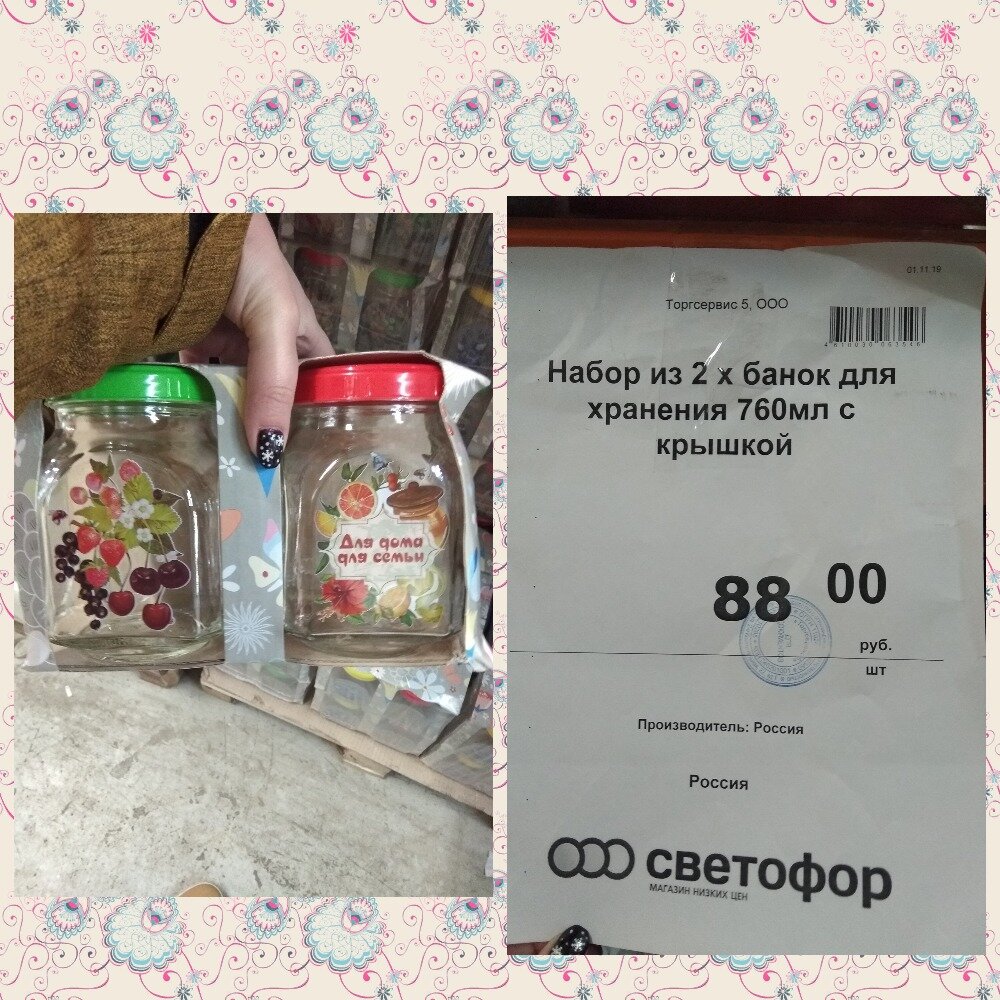 Для дома
для семьи
01.11.19
Торгсервис 5, ООО
Набор из 2 х банок для
хранения 760мл с
крышкой
88 00
руб.
шт
Производитель: Россия
Россия
светофор
МАГАЗИН НИЗКИХ ЦЕН